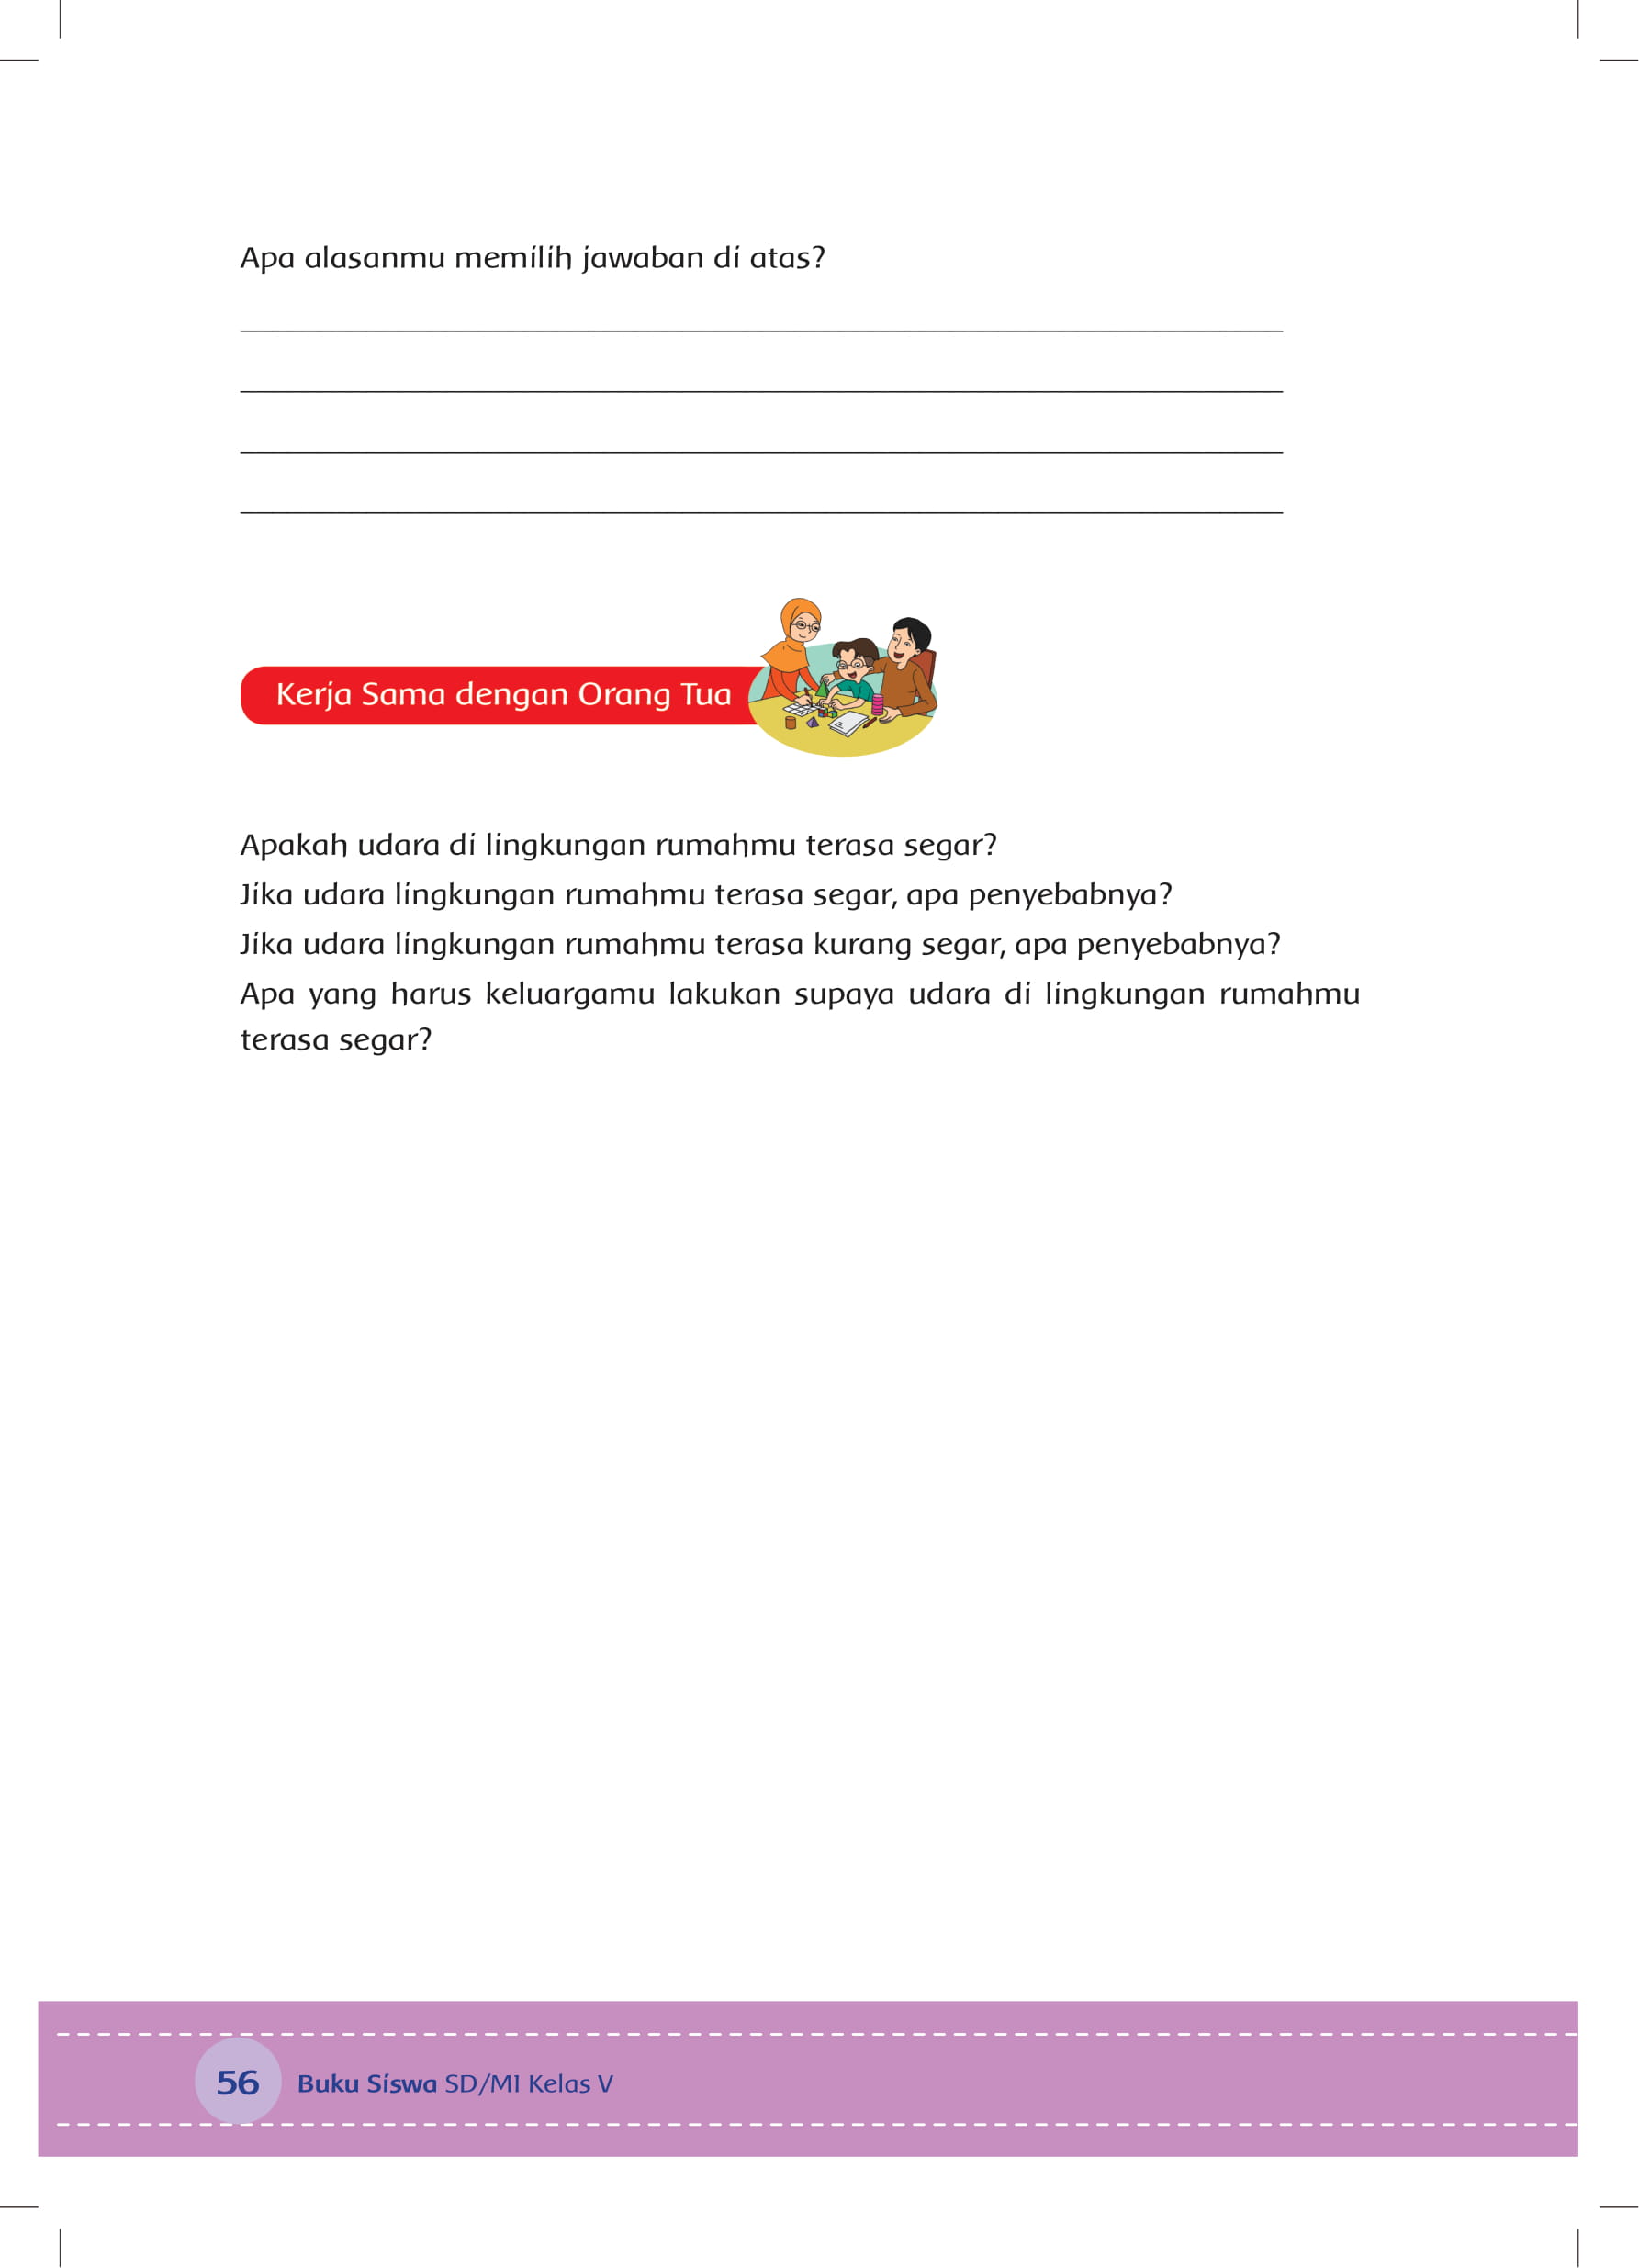 Apa alasanmu memilih jawaban di atas?
Kerja Sama dengan Orang Tua
Apakah udara di lingkungan rumahmu terasa segar?
Jika udara lingkungan rumahmu terasa segar, apa penyebabnya?
Jika udara lingkungan rumahmu terasa kurang segar, apa penyebabnya?
Apa yang harus keluargamu lakukan supaya udara di lingkungan rumahmu
terasa segar?
56 Buku Siswa SD/MI Kelas V